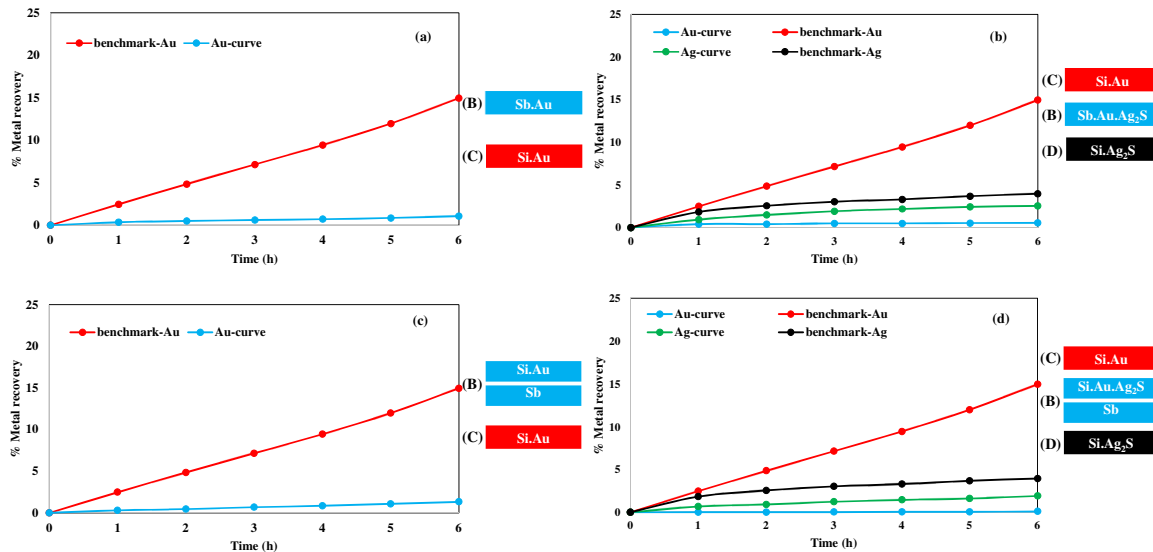 25
20
15
10
5
0
% Metal recovery
benchmark-Au
Au-curve
(a)
0 1 2 3 4 5 6
Time (h)
(B) Sb.Au
(C) Si.Au
25
20
15
10
5
0
% Metal recovery
Au-curve
benchmark-Au
Ag-curve
benchmark-Ag
(b)
0 1 2 3 4 5 6
Time (h)
(C) Si.Au
(B) Sb.Au.Ag₂S
(D) Si.Ag₂S
25
20
15
10
5
0
% Metal recovery
benchmark-Au
Au-curve
(c)
0 1 2 3 4 5 6
Time (h)
Si.Au
(B)
Sb
(C) Si.Au
25
20
15
10
5
0
% Metal recovery
Au-curve
benchmark-Au
Ag-curve
benchmark-Ag
(d)
0 1 2 3 4 5 6
Time (h)
(C) Si.Au
Si.Au.Ag₂S
(B)
Sb
(D) Si.Ag₂S